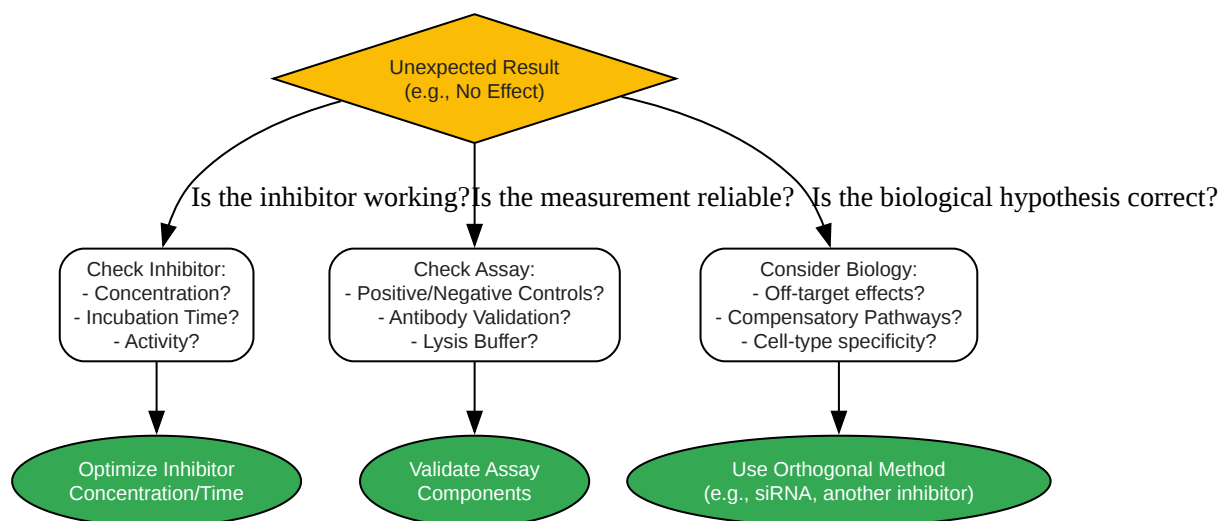 Unexpected Result
(e.g., No Effect)
Is the inhibitor working?
Is the measurement reliable?
Is the biological hypothesis correct?
Check Inhibitor:
- Concentration?
- Incubation Time?
- Activity?
Check Assay:
- Positive/Negative Controls?
- Antibody Validation?
- Lysis Buffer?
Consider Biology:
- Off-target effects?
- Compensatory Pathways?
- Cell-type specificity?
Optimize Inhibitor
Concentration/Time
Validate Assay
Components
Use Orthogonal Method
(e.g., siRNA, another inhibitor)